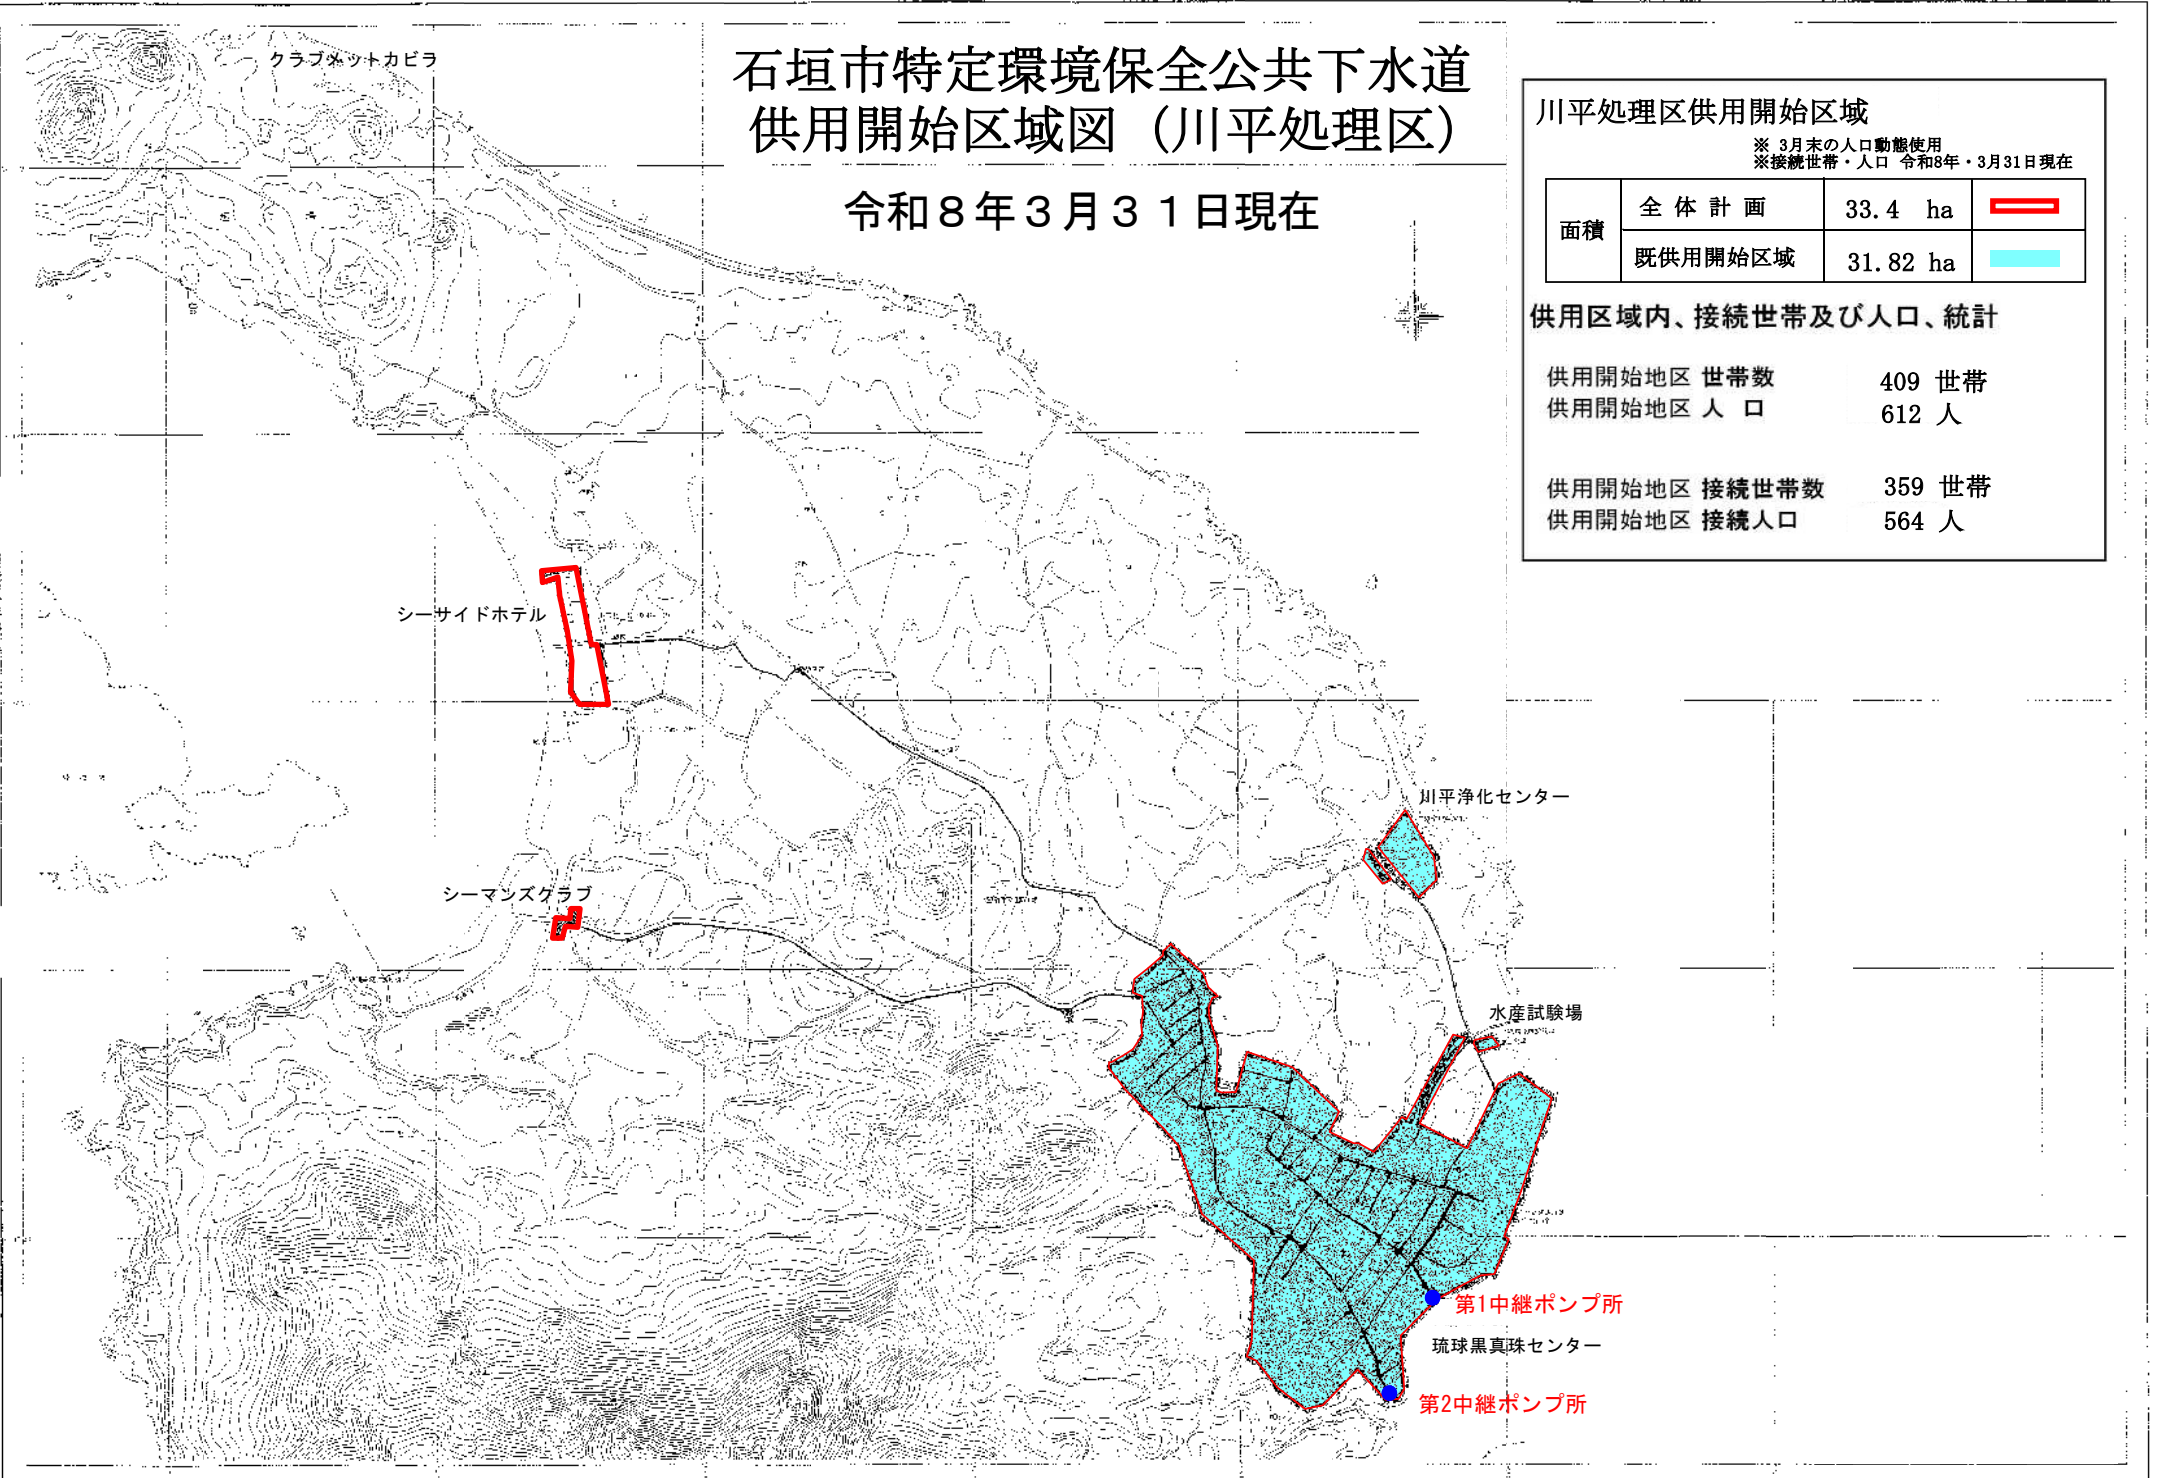 石垣市特定環境保全公共下水道
供用開始区域図（川平処理区）
令和８年３月３１日現在
川平処理区供用開始区域
※ 3月末の人口動態使用
※接続世帯・人口 令和8年・3月31日現在
面積
全体計画 33.4 ha
既供用開始区域 31.82 ha
供用区域内、接続世帯及び人口、統計
供用開始地区 世帯数 409 世帯
供用開始地区 人 口 612 人
供用開始地区 接続世帯数 359 世帯
供用開始地区 接続人口 564 人
クラブメットカビラ
シーサイドホテル
川平浄化センター
シーマンズクラブ
水産試験場
第1中継ポンプ所
琉球黒真珠センター
第2中継ポンプ所